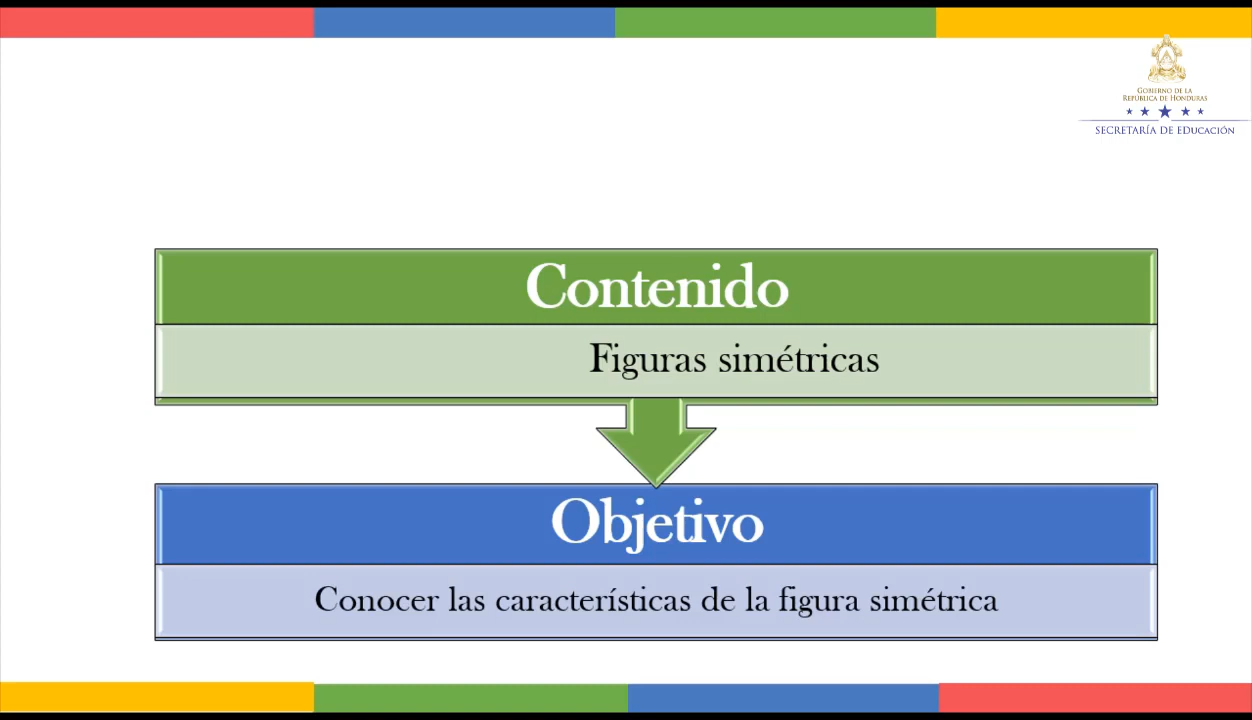 GOBIERNO DE LA
REPÚBLICA DE HONDURAS
SECRETARÍA DE EDUCACIÓN
Contenido
Figuras simétricas
Objetivo
Conocer las características de la figura simétrica